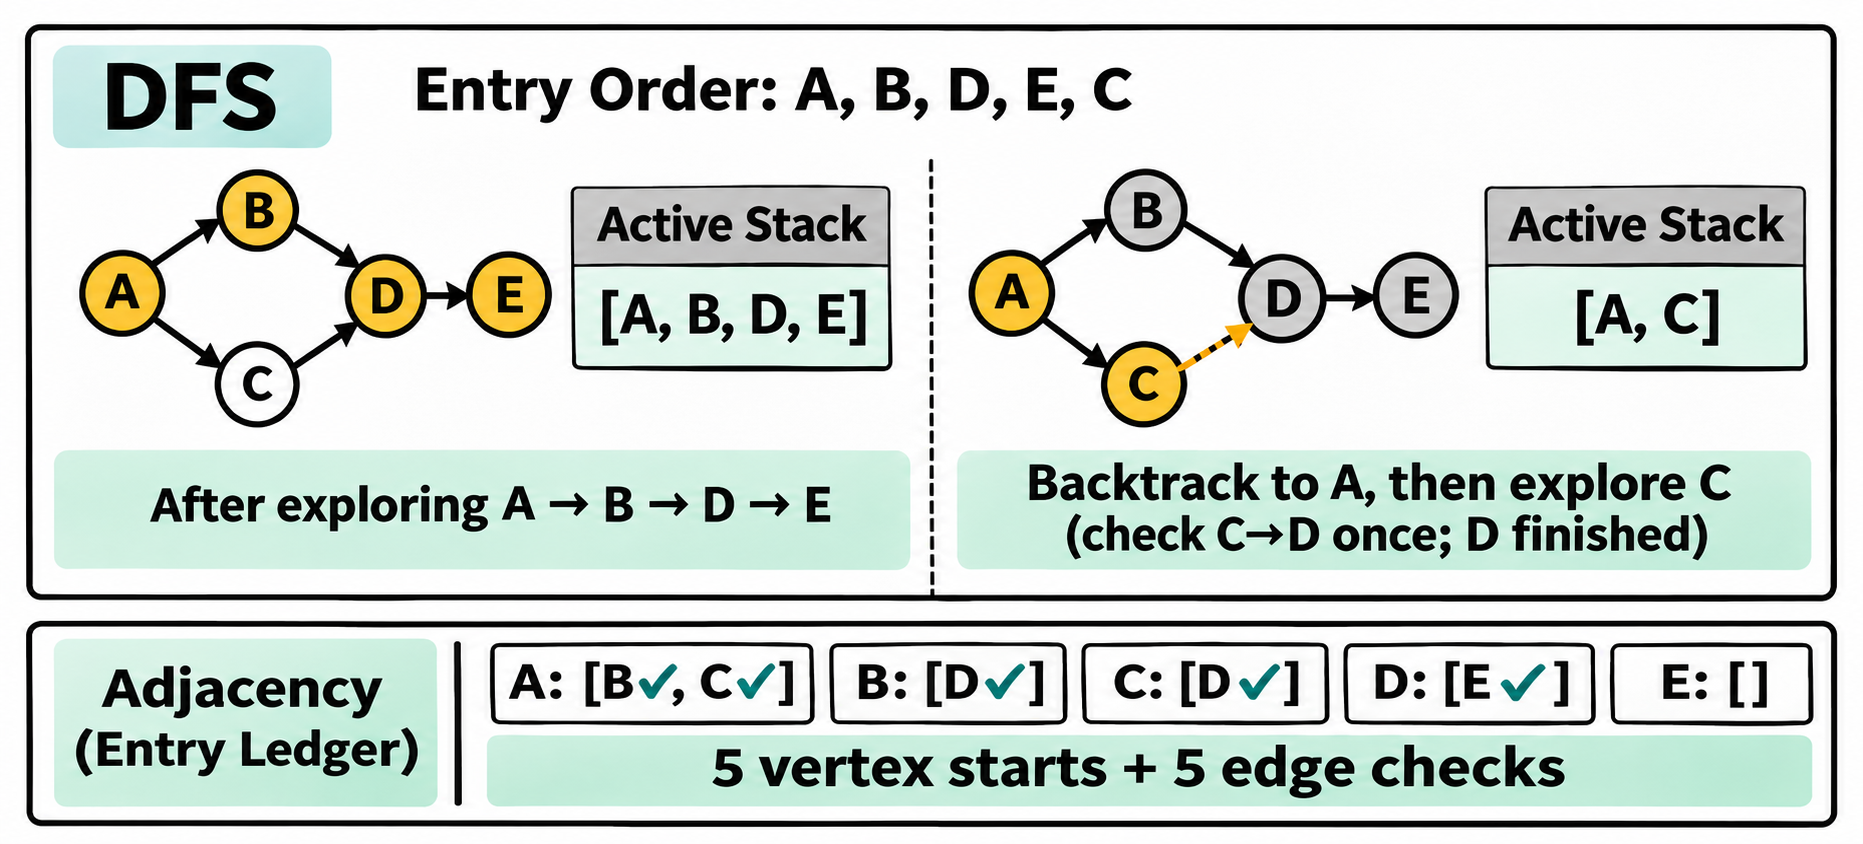 DFS
Entry Order: A, B, D, E, C
B
A
D
E
C
Active Stack
[A, B, D, E]
After exploring A → B → D → E
B
A
D
E
C
Active Stack
[A, C]
Backtrack to A, then explore C
(check C→D once; D finished)
Adjacency
(Entry Ledger)
A: [B✓, C✓]
B: [D✓]
C: [D✓]
D: [E✓]
E: []
5 vertex starts + 5 edge checks